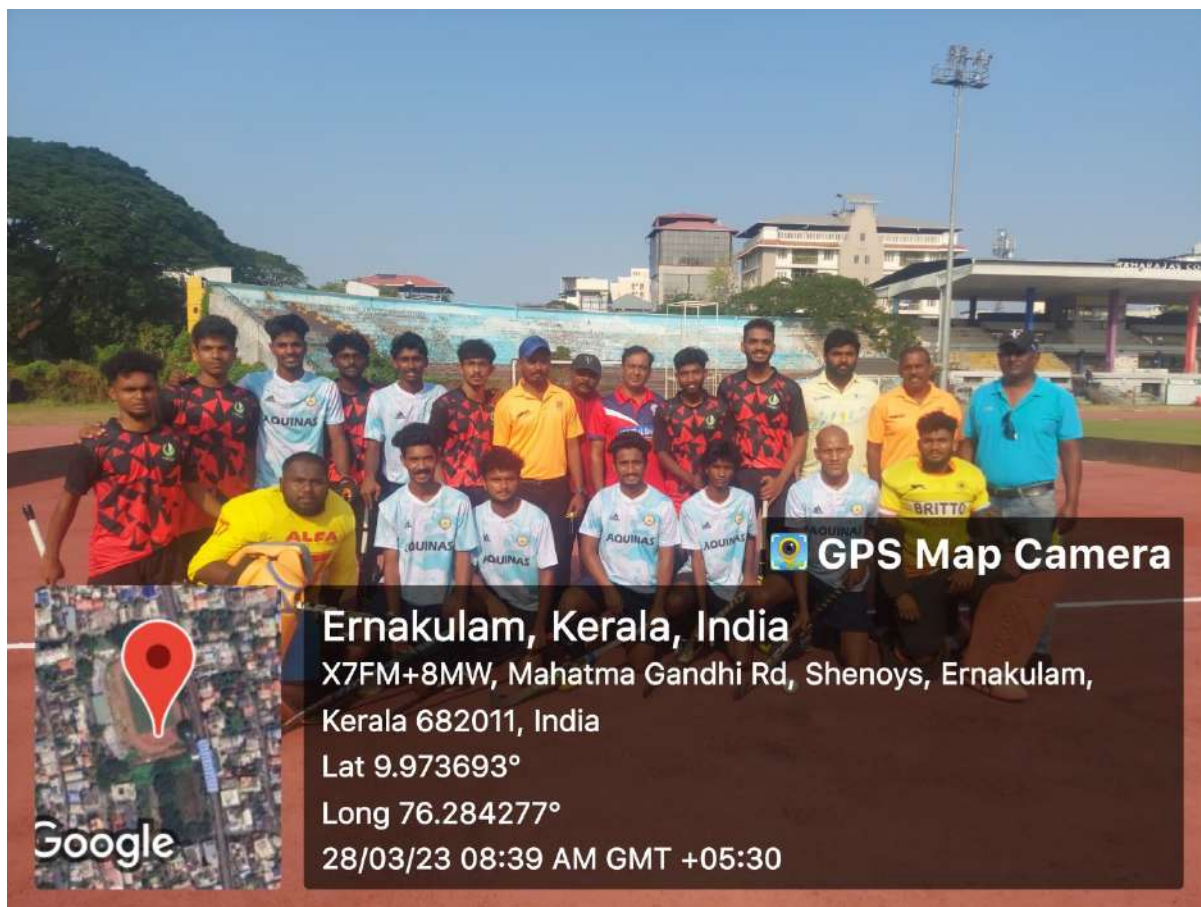 MAHARAJAS CO
AQUINAS
ALFA
AQUINAS
AQUINAS
AQUINAS
AQUINAS
AQUINAS
BRITTO
GPS Map Camera
Ernakulam, Kerala, India
X7FM+8MW, Mahatma Gandhi Rd, Shenoys, Ernakulam,
Kerala 682011, India
Lat 9.973693°
Long 76.284277°
28/03/23 08:39 AM GMT +05:30
Google